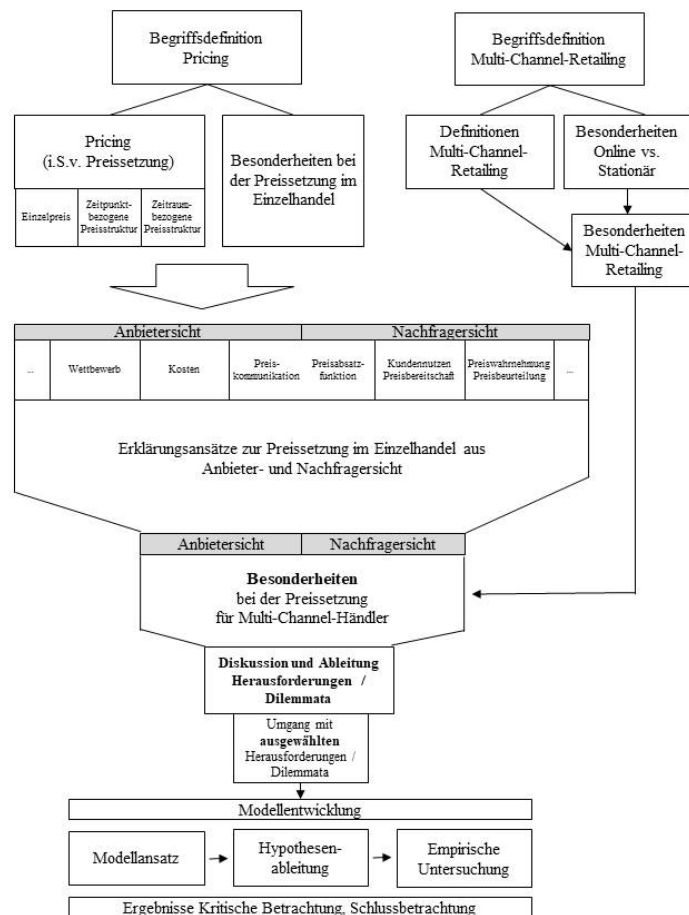 Begriffsdefinition
Pricing
Begriffsdefinition
Multi-Channel-Retailing
Pricing
(i.S.v. Preissetzung)
Einzelpreis
Zeitpunkt-
bezogene
Preisstruktur
Zeitraum-
bezogene
Preisstruktur
Besonderheiten bei
der Preissetzung im
Einzelhandel
Definitionen
Multi-Channel-
Retailing
Besonderheiten
Online vs.
Stationär
Besonderheiten
Multi-Channel-
Retailing
Anbietersicht
Nachfragersicht
...
Wettbewerb
Kosten
Preis-
kommunikation
Preisabsatz-
funktion
Kundennutzen
Preisbereitschaft
Preiswahrnehmung
Preisbeurteilung
...
Erklärungsansätze zur Preissetzung im Einzelhandel aus
Anbieter- und Nachfragersicht
Anbietersicht
Nachfragersicht
Besonderheiten
bei der Preissetzung
für Multi-Channel-Händler
Diskussion und Ableitung
Herausforderungen /
Dilemmata
Umgang mit
ausgewählten
Herausforderungen /
Dilemmata
Modellentwicklung
Modellansatz
Hypothesen-
ableitung
Empirische
Untersuchung
Ergebnisse Kritische Betrachtung, Schlussbetrachtung